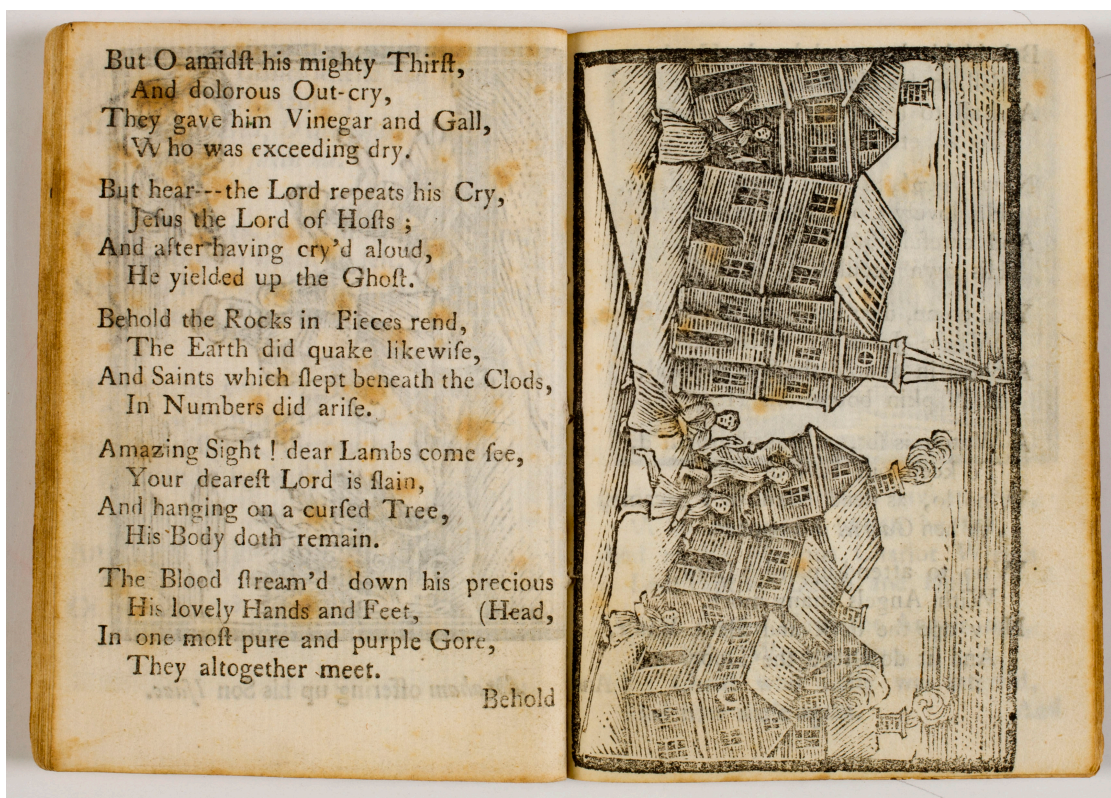 But O amidſt his mighty Thirſt,
And dolorous Out-cry,
They gave him Vinegar and Gall,
Who was exceeding dry.
But hear---the Lord repeats his Cry,
Jeſus the Lord of Hoſts ;
And after having cry'd aloud,
He yielded up the Ghoſt.
Behold the Rocks in Pieces rend,
The Earth did quake likewiſe,
And Saints which ſlept beneath the Clods,
In Numbers did ariſe.
Amazing Sight ! dear Lambs come ſee,
Your deareſt Lord is ſlain,
And hanging on a curſed Tree,
His Body doth remain.
The Blood ſtream'd down his precious
His lovely Hands and Feet, (Head,
In one moſt pure and purple Gore,
They altogether meet.
Behold